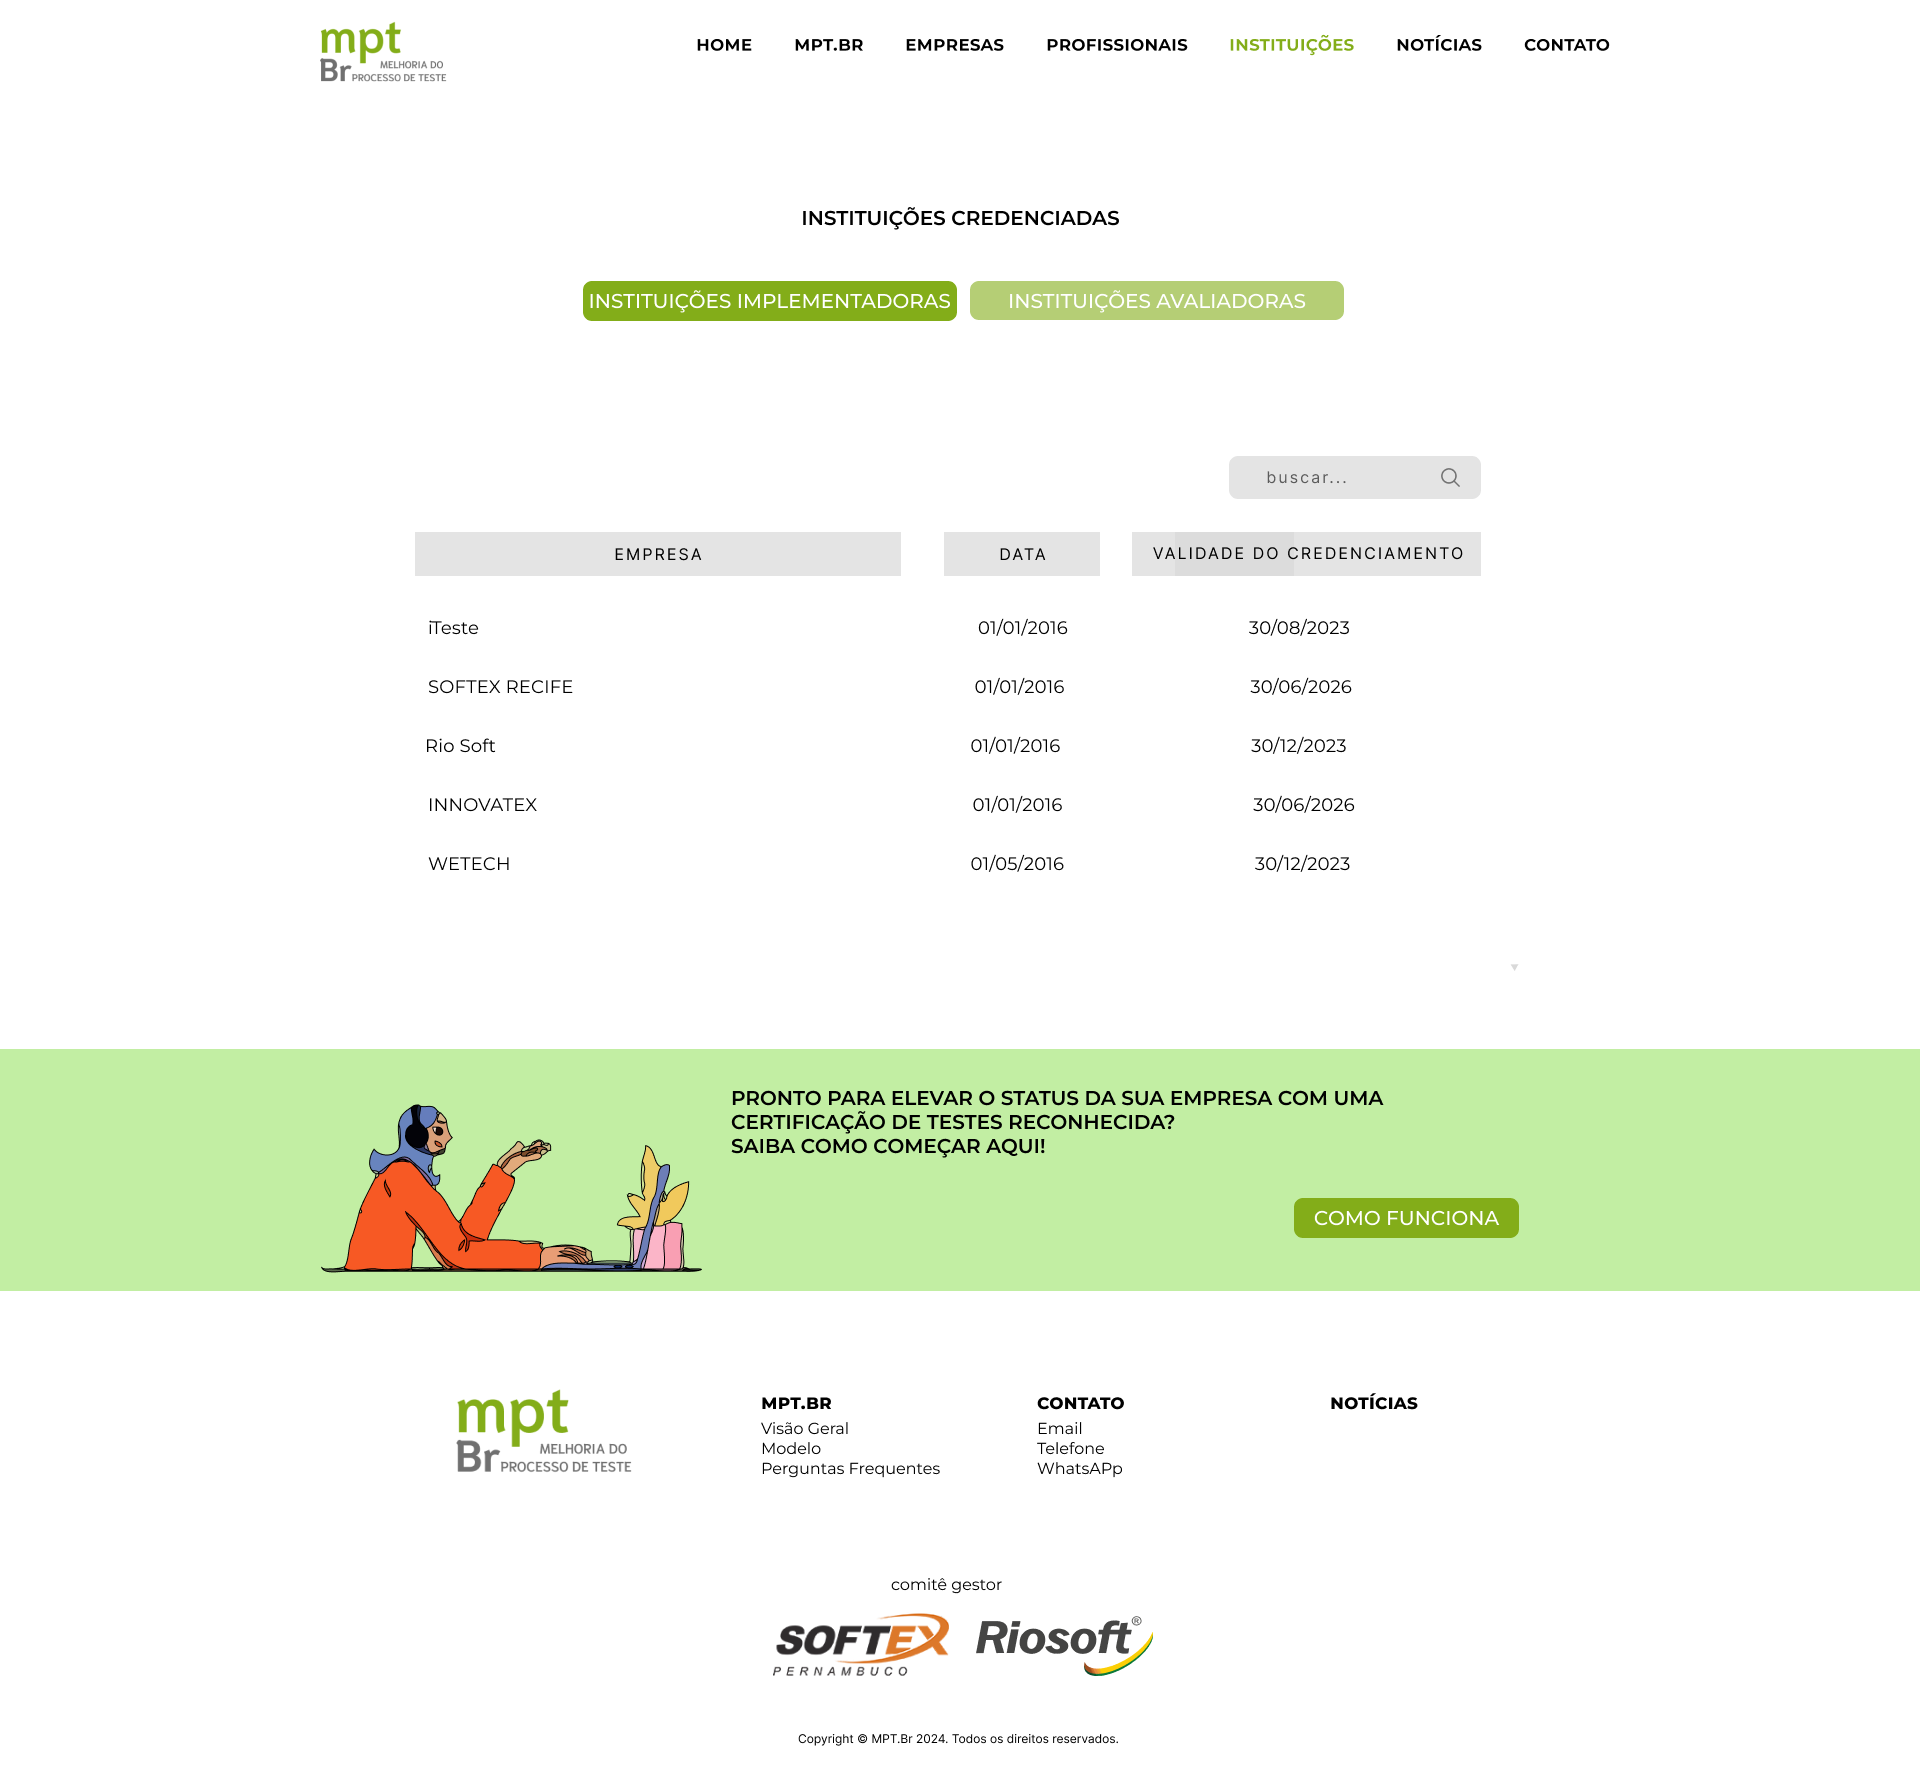 mpt
Br MELHORIA DO
PROCESSO DE TESTE
HOME MPT.BR EMPRESAS PROFISSIONAIS INSTITUIÇÕES NOTÍCIAS CONTATO
INSTITUIÇÕES CREDENCIADAS
INSTITUIÇÕES IMPLEMENTADORAS INSTITUIÇÕES AVALIADORAS
buscar...
EMPRESA DATA VALIDADE DO CREDENCIAMENTO
iTeste 01/01/2016 30/08/2023
SOFTEX RECIFE 01/01/2016 30/06/2026
Rio Soft 01/01/2016 30/12/2023
INNOVATEX 01/01/2016 30/06/2026
WETECH 01/05/2016 30/12/2023
PRONTO PARA ELEVAR O STATUS DA SUA EMPRESA COM UMA
CERTIFICAÇÃO DE TESTES RECONHECIDA?
SAIBA COMO COMEÇAR AQUI!
COMO FUNCIONA
mpt
Br MELHORIA DO
PROCESSO DE TESTE
MPT.BR
Visão Geral
Modelo
Perguntas Frequentes
CONTATO
Email
Telefone
WhatsAPp
NOTÍCIAS
comitê gestor
SOFTEX
PERNAMBUCO
Riosoft®
Copyright © MPT.Br 2024. Todos os direitos reservados.